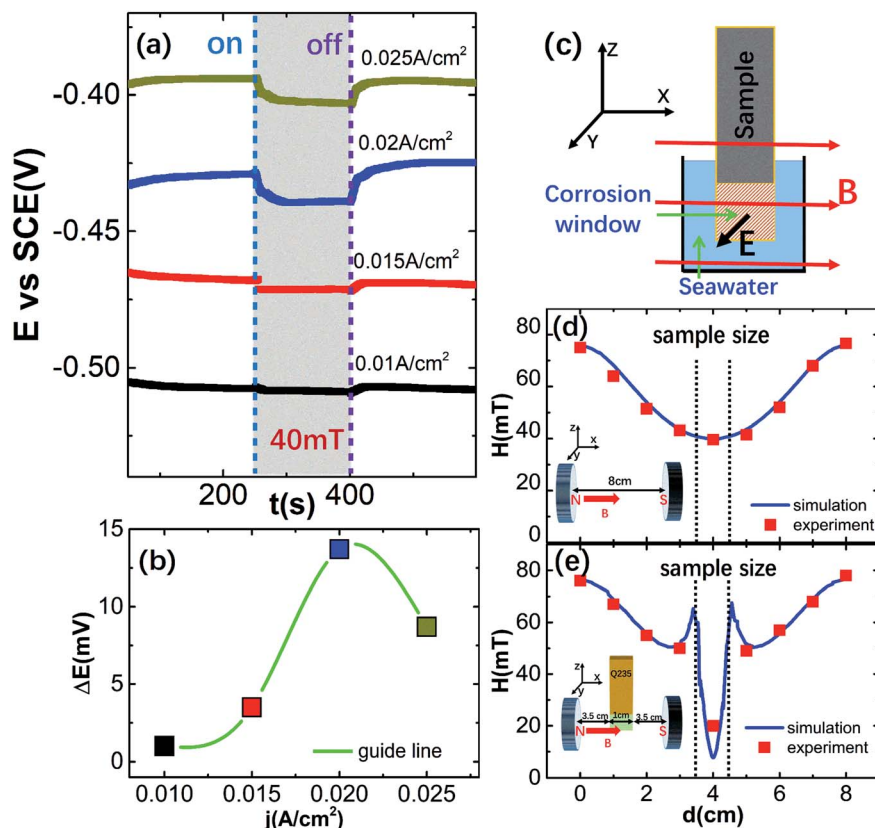 (a)
on
off
0.025A/cm²
0.02A/cm²
0.015A/cm²
0.01A/cm²
40mT
E vs SCE(V)
-0.40
-0.45
-0.50
200
400
t(s)
(b)
ΔE(mV)
15
10
5
0
guide line
0.010
0.015
0.020
0.025
j(A/cm²)
(c)
Z
X
Y
Sample
B
Corrosion
window
E
Seawater
(d)
sample size
H(mT)
80
60
40
20
0
z
x
y
8cm
N
S
B
simulation
experiment
(e)
sample size
H(mT)
80
60
40
20
0
z
x
y
Q235
3.5 cm
1cm
3.5 cm
N
S
B
simulation
experiment
0
2
4
6
8
d(cm)